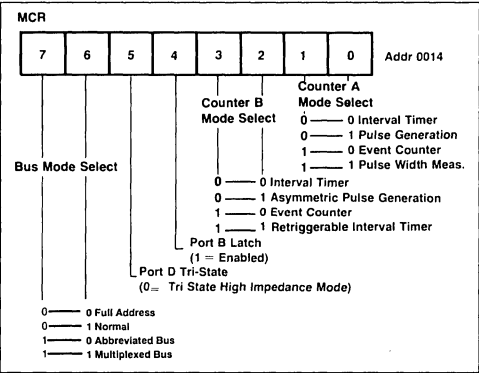 MCR
7 6 5 4 3 2 1 0 Addr 0014
Counter A
Mode Select
0 0 Interval Timer
0 1 Pulse Generation
1 0 Event Counter
1 1 Pulse Width Meas.
Counter B
Mode Select
0 0 Interval Timer
0 1 Asymmetric Pulse Generation
1 0 Event Counter
1 1 Retriggerable Interval Timer
Port B Latch
(1 = Enabled)
Port D Tri-State
(0= Tri State High Impedance Mode)
Bus Mode Select
0 0 Full Address
0 1 Normal
1 0 Abbreviated Bus
1 1 Multiplexed Bus